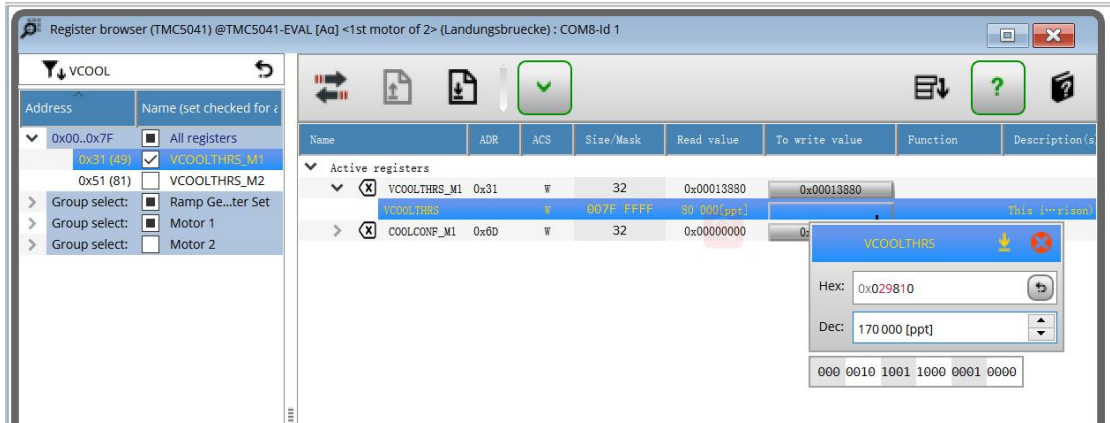 Register browser (TMC5041) @TMC5041-EVAL [Aα] <1st motor of 2> (Landungsbruecke) : COM8-Id 1
VCOOL
Address Name (set checked for a
0x00..0x7F All registers
0x31 (49) VCOOLTHRS_M1
0x51 (81) VCOOLTHRS_M2
Group select: Ramp Ge...ter Set
Group select: Motor 1
Group select: Motor 2
?
?
Name ADR ACS Size/Mask Read value To write value Function Description(s
Active registers
VCOOLTHRS_M1 0x31 W 32 0x00013880 0x00013880
VCOOLTHRS W 007F FFFF 80 000[ppt] This i⋯rison)
COOLCONF_M1 0x6D W 32 0x00000000 0x
VCOOLTHRS
Hex: 0x029810
Dec: 170 000 [ppt]
000 0010 1001 1000 0001 0000